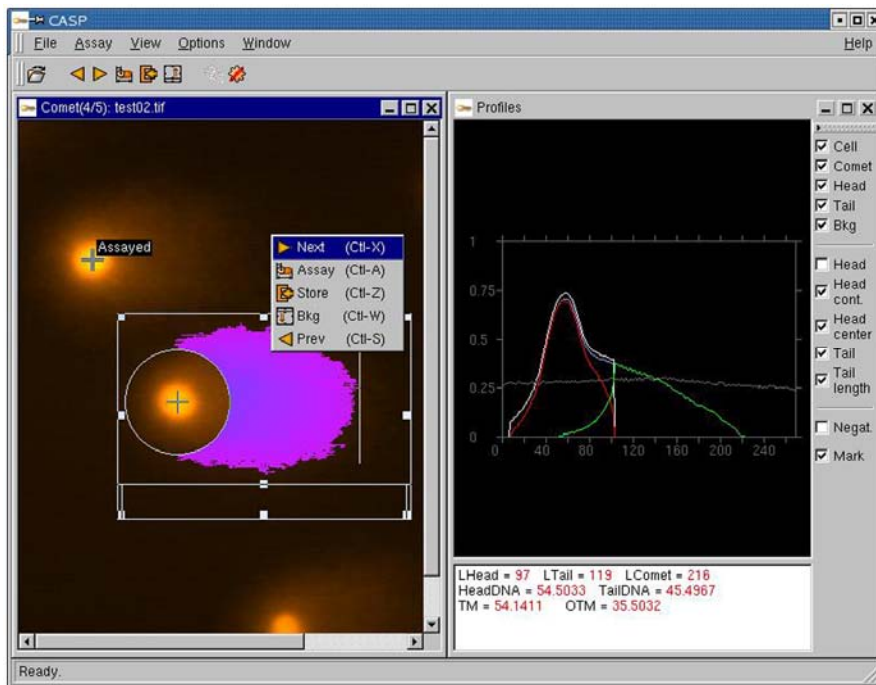 CASP
File Assay View Options Window Help
Comet(4/5): test02.tif
Assayed
Next (Ctl-X)
Assay (Ctl-A)
Store (Ctl-Z)
Bkg (Ctl-W)
Prev (Ctl-S)
Profiles
1
0.75
0.5
0.25
0
0 40 80 120 160 200 240
Cell
Comet
Head
Tail
Bkg
Head
Head
cont.
Head
center
Tail
Tail
length
Negat.
Mark
LHead = 97 LTail = 119 LComet = 216
HeadDNA = 54.5033 TailDNA = 45.4967
TM = 54.1411 OTM = 35.5032
Ready.